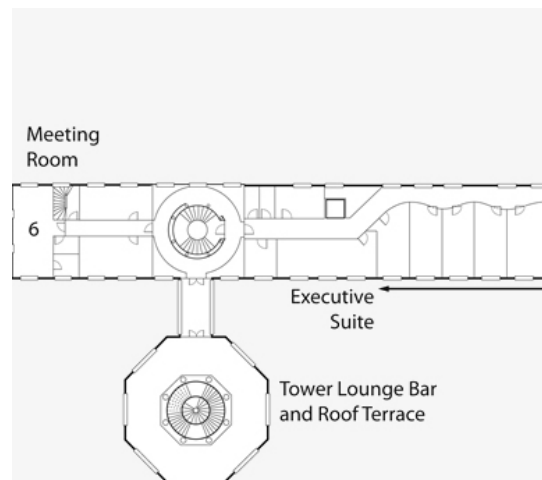 Meeting
Room
6
Executive
Suite
Tower Lounge Bar
and Roof Terrace